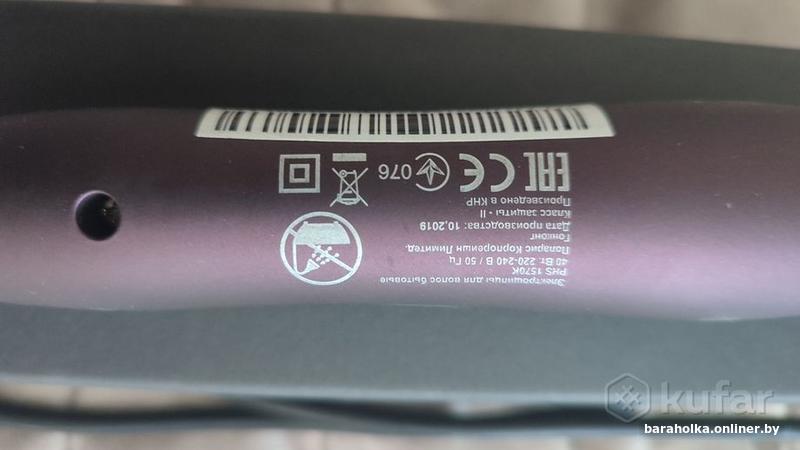 Электрощипцы для волос бытовые
PHS 1570K
40 Вт. 220-240 В / 50 Гц
Поларис Корпорейшн Лимитед,
Гонконг
Дата производства: 10,2019
Класс защиты - II
Произведено в КНР
EAC CE 076
kufar
baraholka.onliner.by